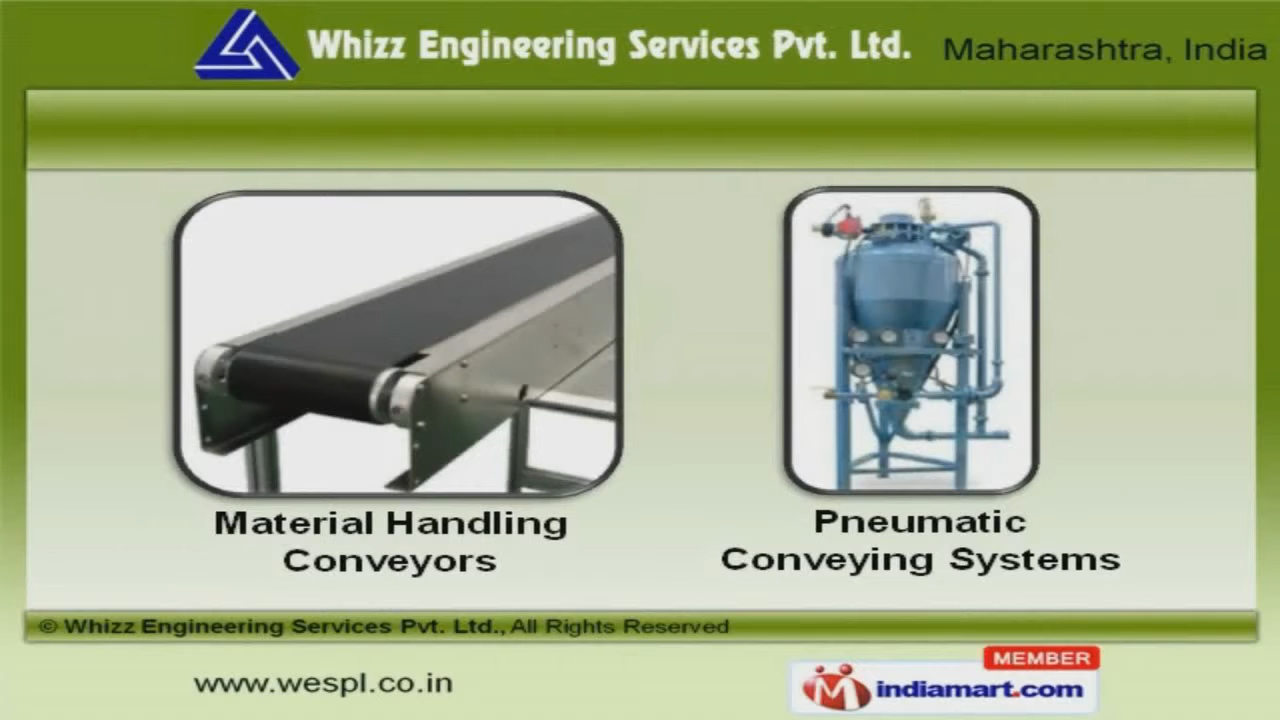 Whizz Engineering Services Pvt. Ltd. Maharashtra, India
Material Handling
Conveyors
Pneumatic
Conveying Systems
© Whizz Engineering Services Pvt. Ltd., All Rights Reserved
www.wespl.co.in
MEMBER
indiamart.com